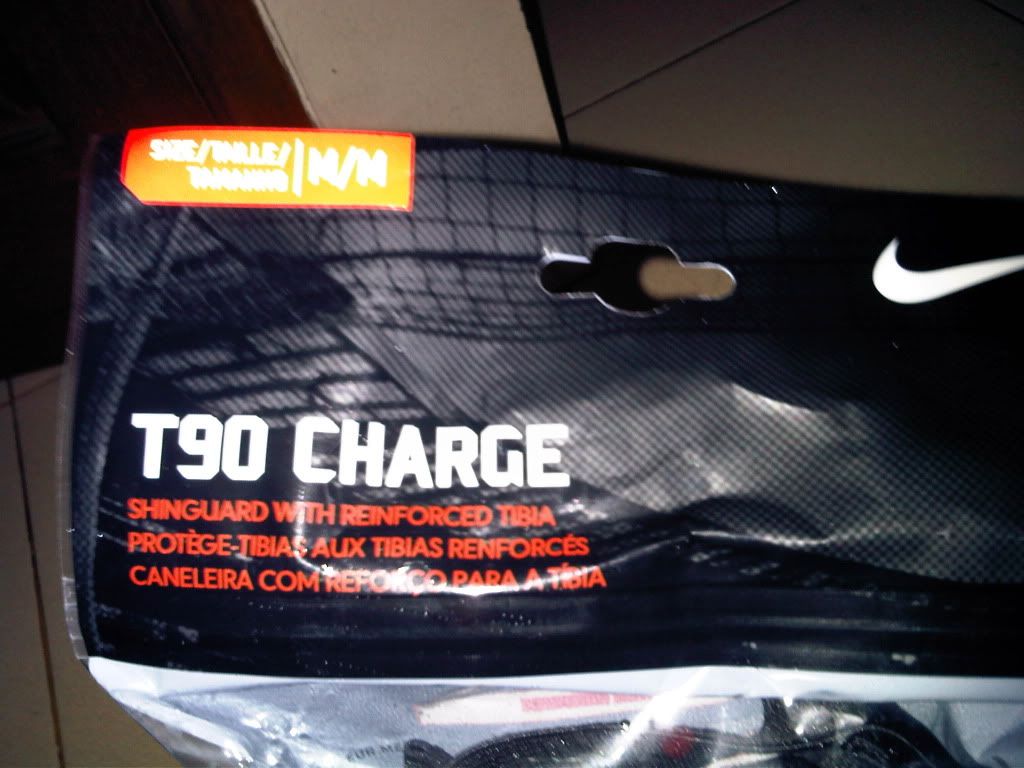 SIZE/TAILLE/
TAMANHO
M/M
T90 CHARGE
SHINGUARD WITH REINFORCED TIBIA
PROTÈGE-TIBIAS AUX TIBIAS RENFORCÉS
CANELEIRA COM REFORÇO PARA A TÍBIA